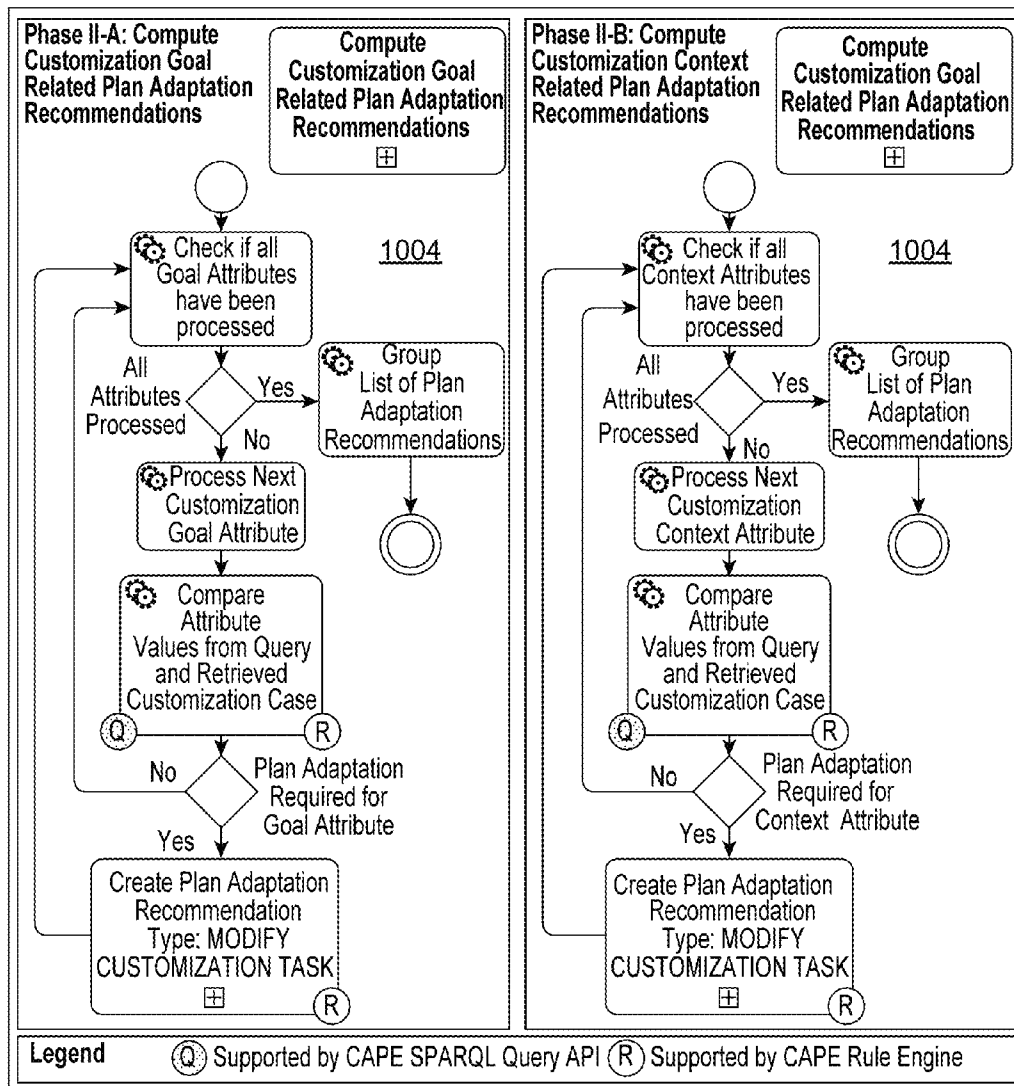 Phase II-A: Compute
Customization Goal
Related Plan Adaptation
Recommendations
Compute
Customization Goal
Related Plan Adaptation
Recommendations
Check if all
Goal Attributes
have been
processed
1004
All
Attributes
Processed
Yes
Group
List of Plan
Adaptation
Recommendations
No
Process Next
Customization
Goal Attribute
Compare
Attribute
Values from Query
and Retrieved
Customization Case
Q
R
No
Plan Adaptation
Required for
Goal Attribute
Yes
Create Plan Adaptation
Recommendation
Type: MODIFY
CUSTOMIZATION TASK
R
Phase II-B: Compute
Customization Context
Related Plan Adaptation
Recommendations
Compute
Customization Goal
Related Plan Adaptation
Recommendations
Check if all
Context Attributes
have been
processed
1004
All
Attributes
Processed
Yes
Group
List of Plan
Adaptation
Recommendations
No
Process Next
Customization
Context Attribute
Compare
Attribute
Values from Query
and Retrieved
Customization Case
Q
R
No
Plan Adaptation
Required for
Context Attribute
Yes
Create Plan Adaptation
Recommendation
Type: MODIFY
CUSTOMIZATION TASK
R
Legend Q Supported by CAPE SPARQL Query API R Supported by CAPE Rule Engine